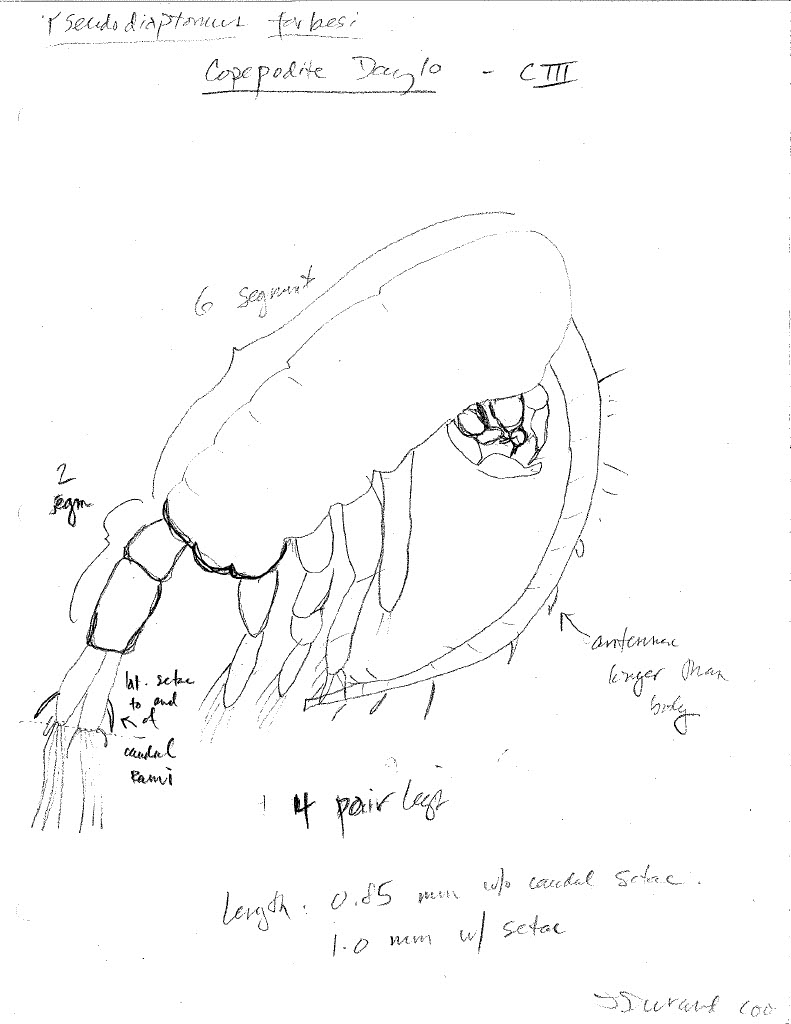 Pseudodiaptomus forbesi
Copepodite Day 10 - CIII
6 segment
2
segm
antennae
longer than
body
lat. setae
to end
of
caudal
rami
4 pair legs
Length: 0.85 mm w/o caudal setae.
1.0 mm w/ setae
J Durand